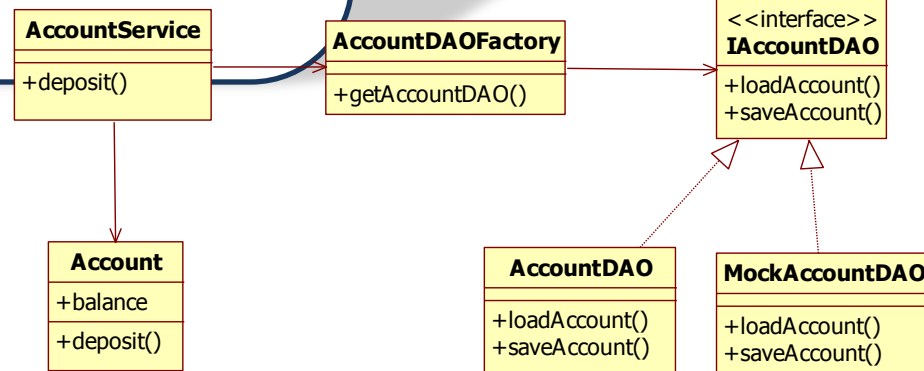 AccountService
+deposit()
AccountDAOFactory
+getAccountDAO()
<<interface>>
IAccountDAO
+loadAccount()
+saveAccount()
Account
+balance
+deposit()
AccountDAO
+loadAccount()
+saveAccount()
MockAccountDAO
+loadAccount()
+saveAccount()